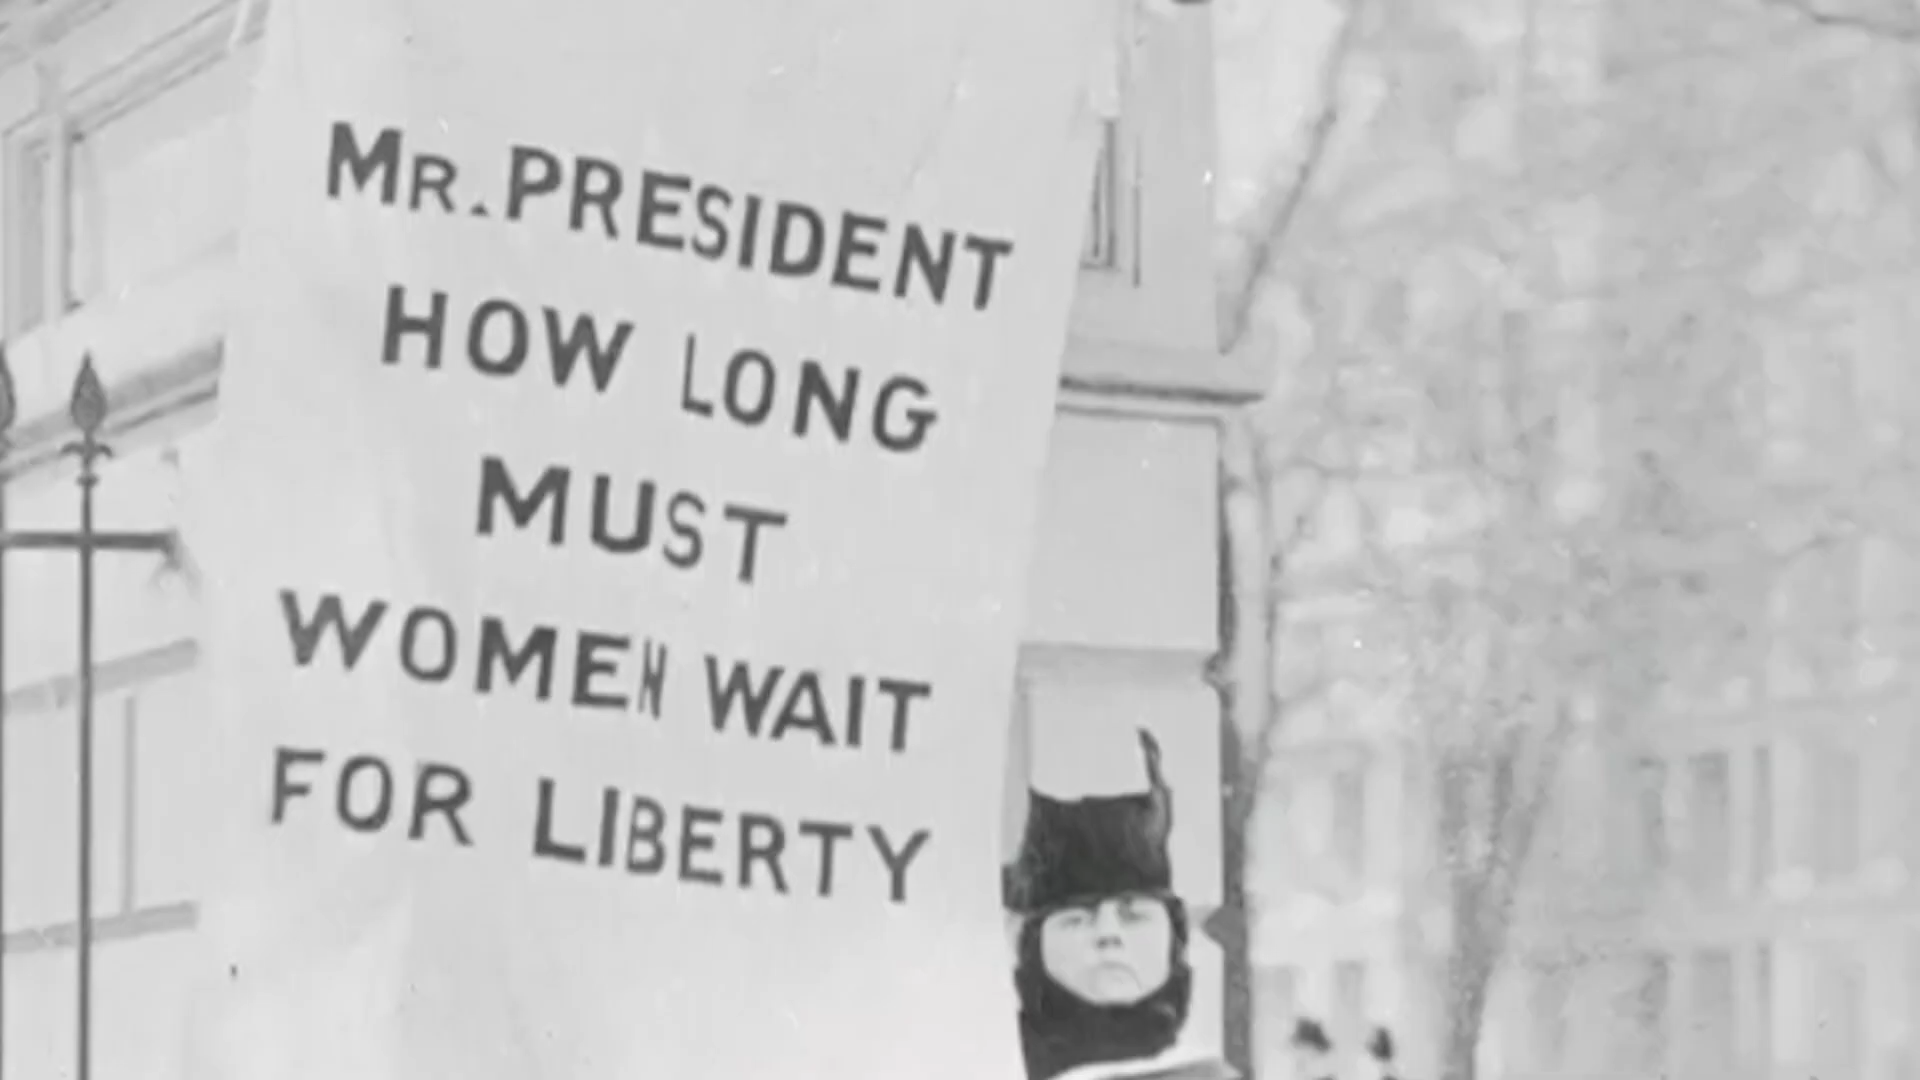 MR. PRESIDENT
HOW LONG
MUST
WOMEN WAIT
FOR LIBERTY